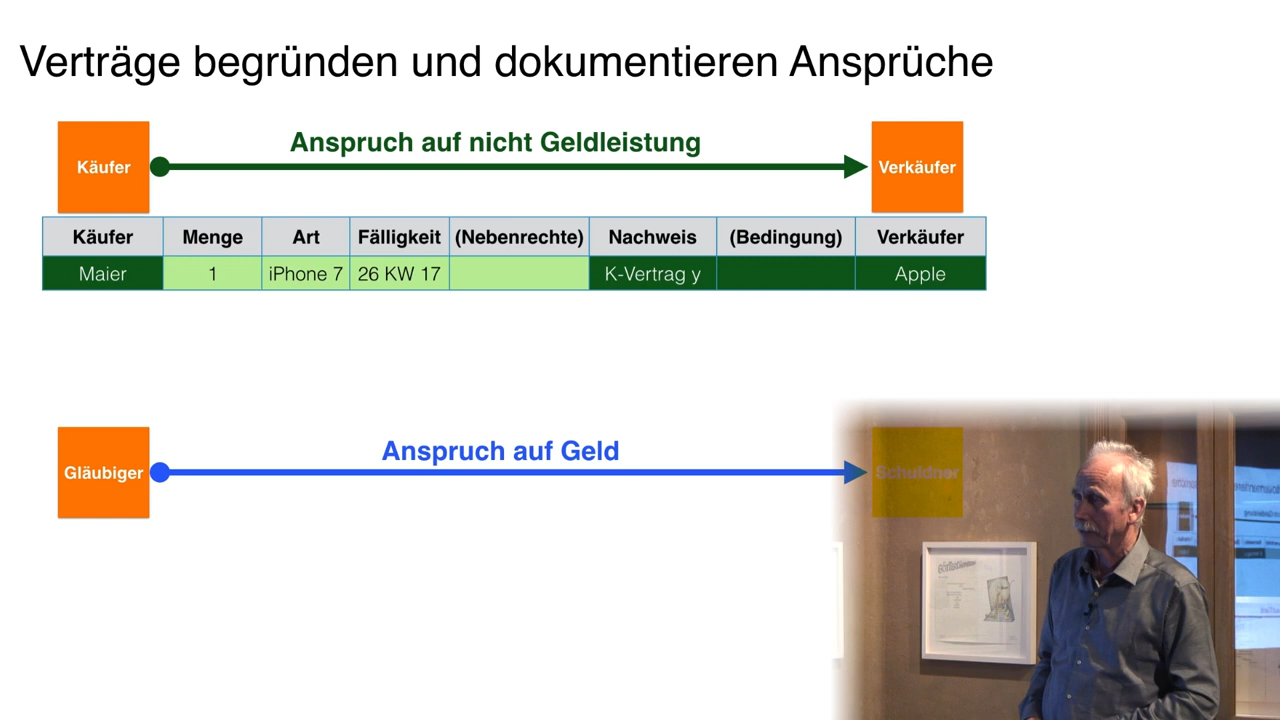 Verträge begründen und dokumentieren Ansprüche
Käufer
Anspruch auf nicht Geldleistung
Verkäufer
Käufer Menge Art Fälligkeit (Nebenrechte) Nachweis (Bedingung) Verkäufer
Maier 1 iPhone 7 26 KW 17 K-Vertrag y Apple
Gläubiger
Anspruch auf Geld
Schuldner